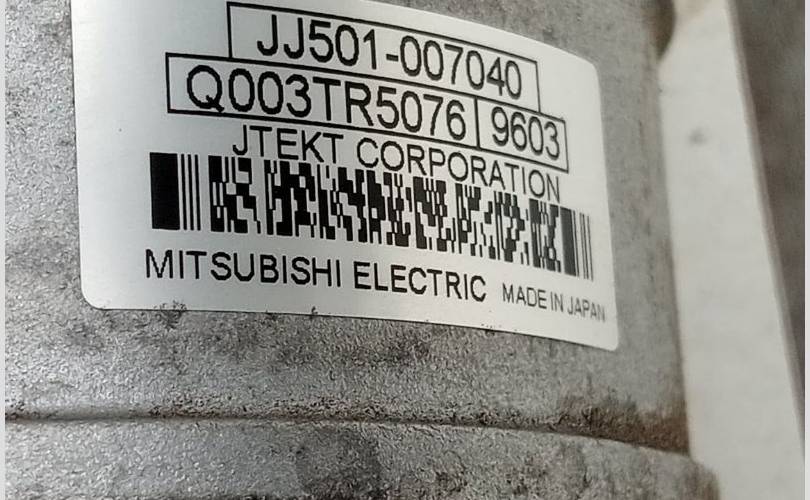 JJ501-007040
Q003TR5076 9603
JTEKT CORPORATION
MITSUBISHI ELECTRIC MADE IN JAPAN